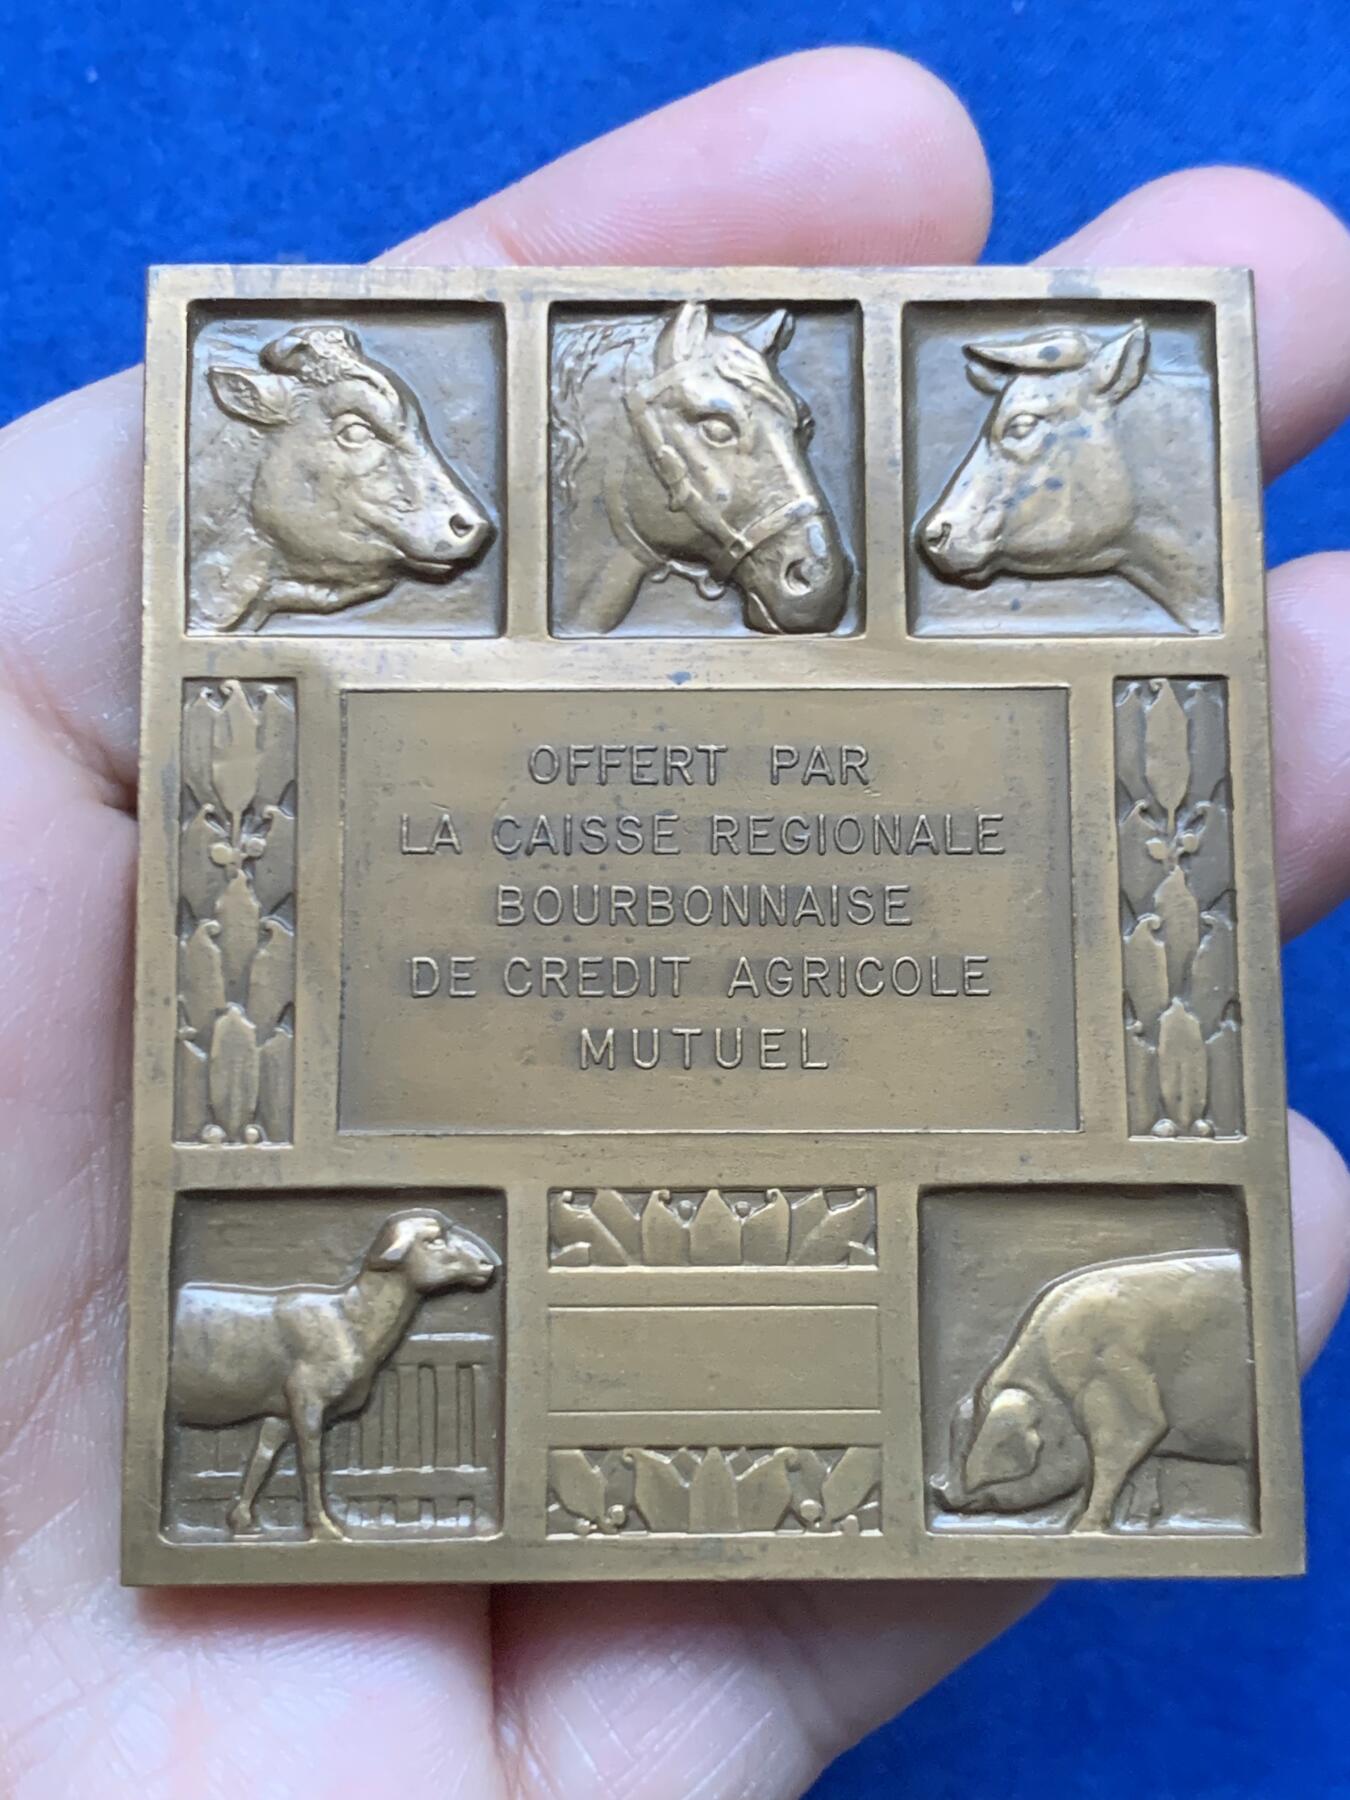 OFFERT PAR
LA CAISSE REGIONALE
BOURBONNAISE
DE CREDIT AGRICOLE
MUTUEL